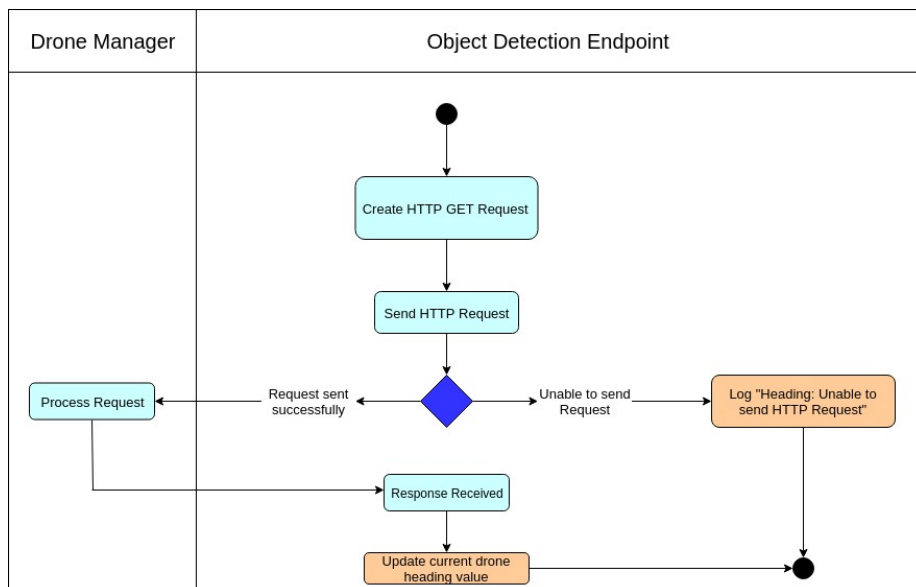 Drone Manager
Object Detection Endpoint
Create HTTP GET Request
Send HTTP Request
Process Request
Request sent
successfully
Unable to send
Request
Log "Heading: Unable to
send HTTP Request"
Response Received
Update current drone
heading value